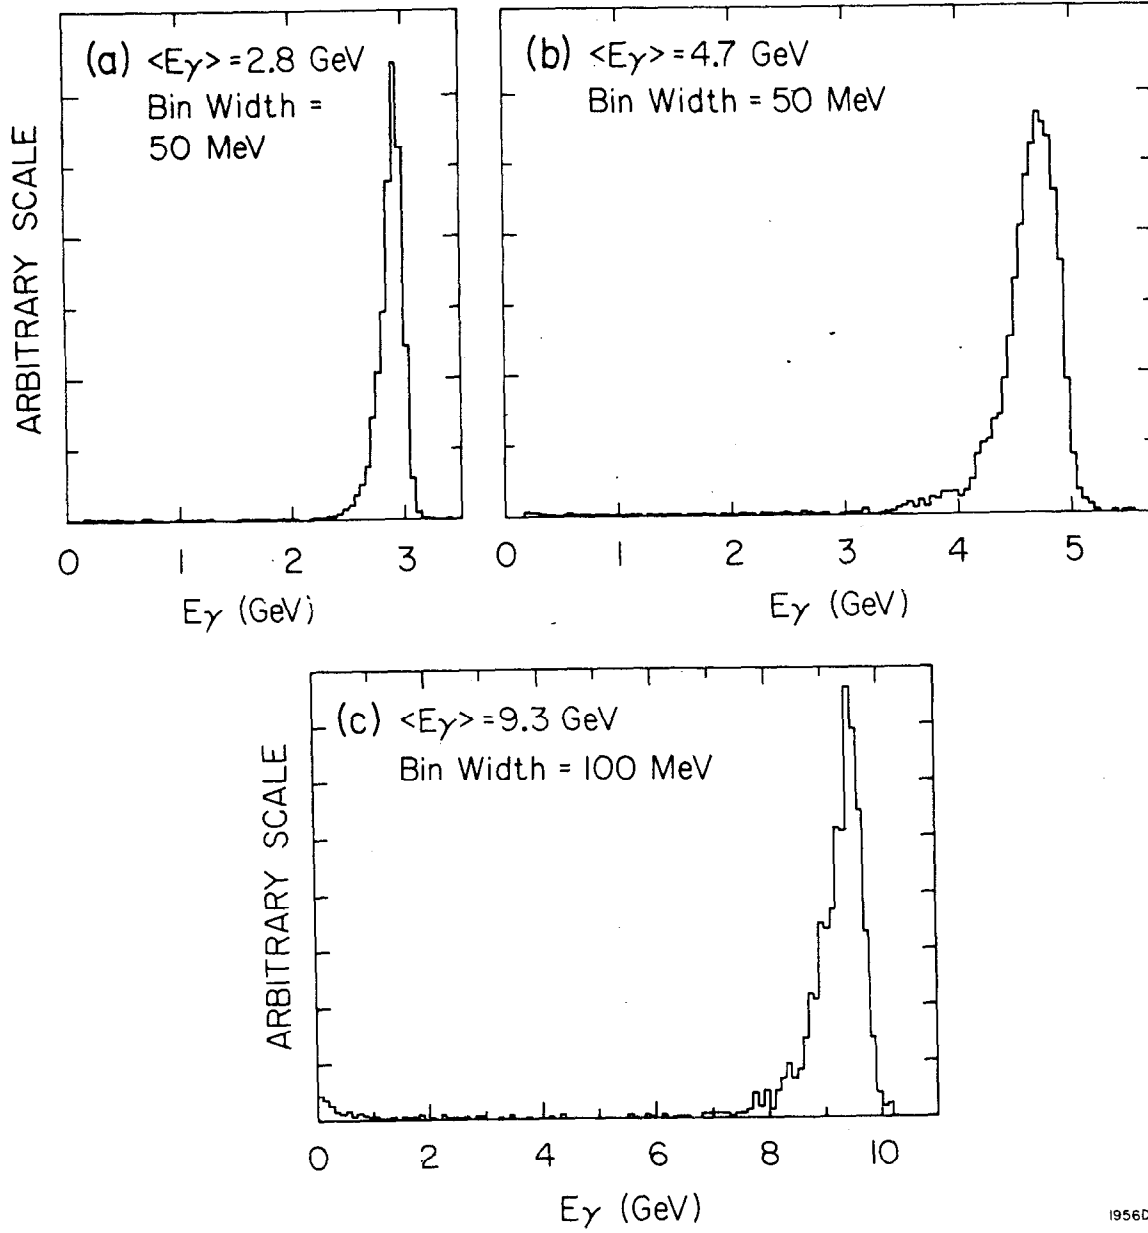 (a) <Eγ> = 2.8 GeV
Bin Width =
50 MeV
ARBITRARY SCALE
0 1 2 3
Eγ (GeV)
(b) <Eγ> = 4.7 GeV
Bin Width = 50 MeV
0 1 2 3 4 5
Eγ (GeV)
(c) <Eγ> = 9.3 GeV
Bin Width = 100 MeV
ARBITRARY SCALE
0 2 4 6 8 10
Eγ (GeV)